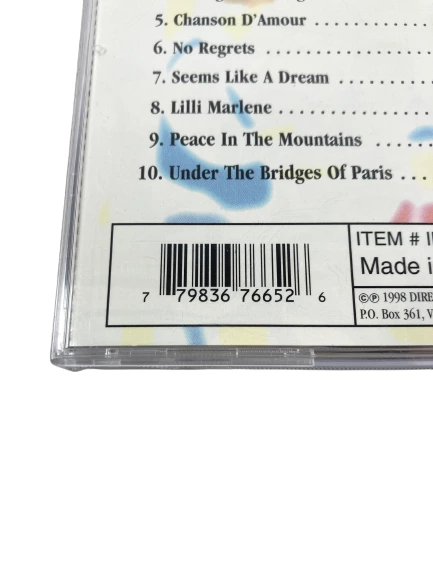 5. Chanson D'Amour . . . . . . . . . . . .
6. No Regrets . . . . . . . . . . . . . . . . .
7. Seems Like A Dream . . . . . . . . . .
8. Lilli Marlene . . . . . . . . . . . . . . . .
9. Peace In The Mountains . . . . . .
10. Under The Bridges Of Paris . . .
ITEM #
Made
7 79836 76652 6
©℗ 1998
P.O. Box 361,